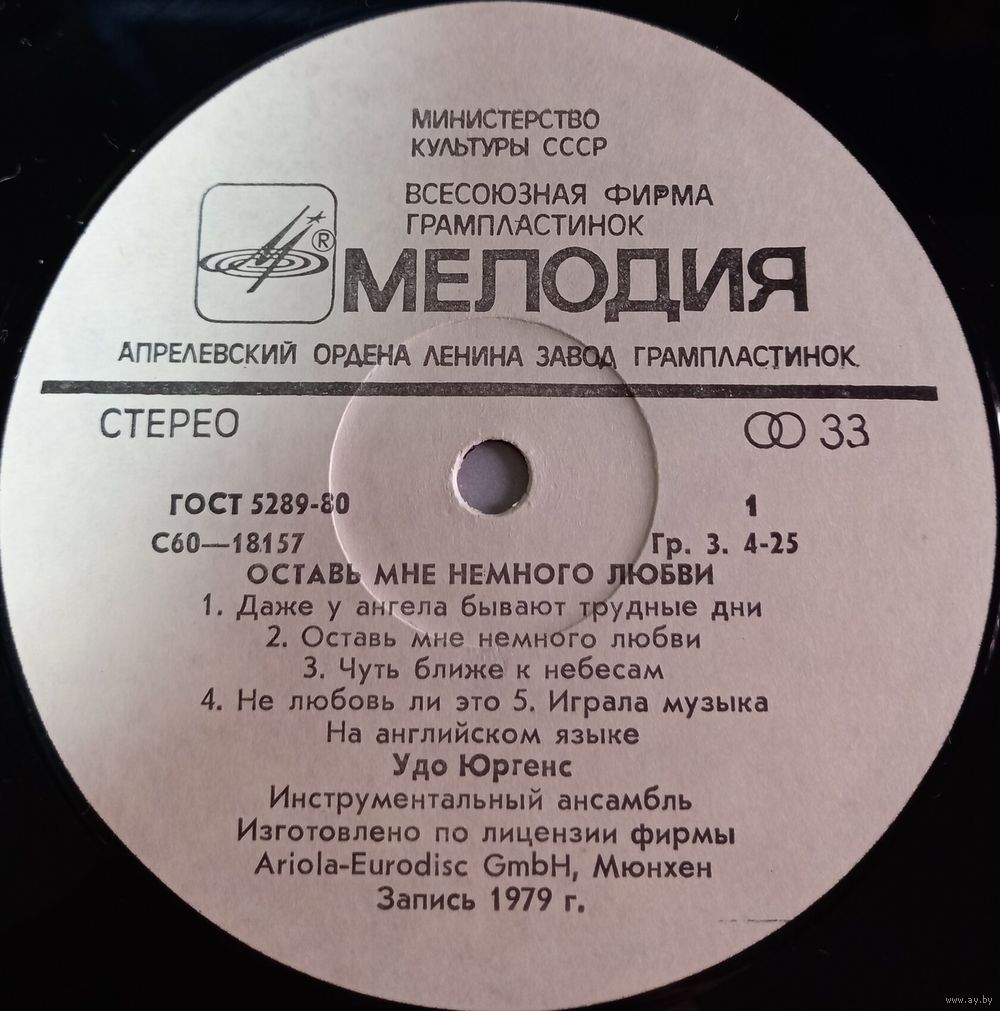 МИНИСТЕРСТВО
КУЛЬТУРЫ СССР
ВСЕСОЮЗНАЯ ФИРМА
ГРАМПЛАСТИНОК
®
МЕЛОДИЯ
АПРЕЛЕВСКИЙ ОРДЕНА ЛЕНИНА ЗАВОД ГРАМПЛАСТИНОК
СТЕРЕО 33
ГОСТ 5289-80 1
С60—18157 Гр. 3. 4-25
ОСТАВЬ МНЕ НЕМНОГО ЛЮБВИ
1. Даже у ангела бывают трудные дни
2. Оставь мне немного любви
3. Чуть ближе к небесам
4. Не любовь ли это 5. Играла музыка
На английском языке
Удо Юргенс
Инструментальный ансамбль
Изготовлено по лицензии фирмы
Ariola-Eurodisc GmbH, Мюнхен
Запись 1979 г.
www.ay.by